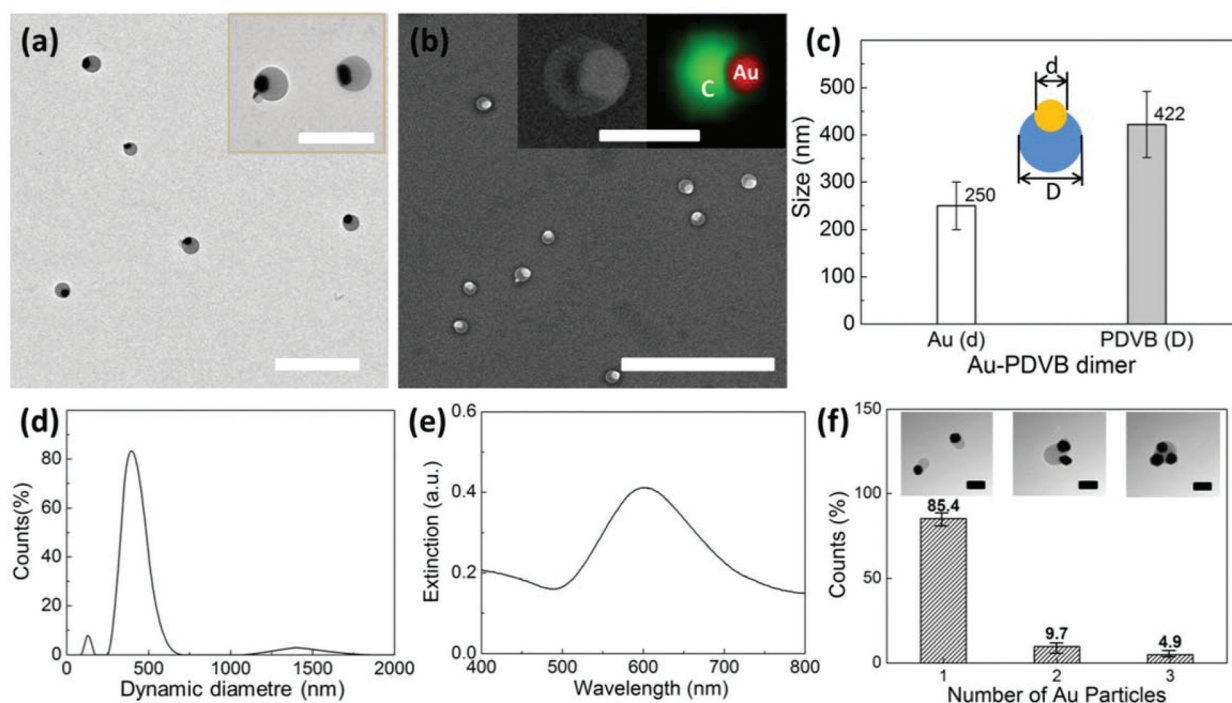 (a)
(b)
C
Au
(c)
500
400
300
200
100
0
Size (nm)
250
422
d
D
Au (d)
PDVB (D)
Au-PDVB dimer
(d)
80
60
40
20
0
Counts(%)
0
500
1000
1500
2000
Dynamic diametre (nm)
(e)
0.6
0.4
0.2
0.0
Extinction (a.u.)
400
500
600
700
800
Wavelength (nm)
(f)
150
100
50
0
Counts (%)
85.4
9.7
4.9
1
2
3
Number of Au Particles